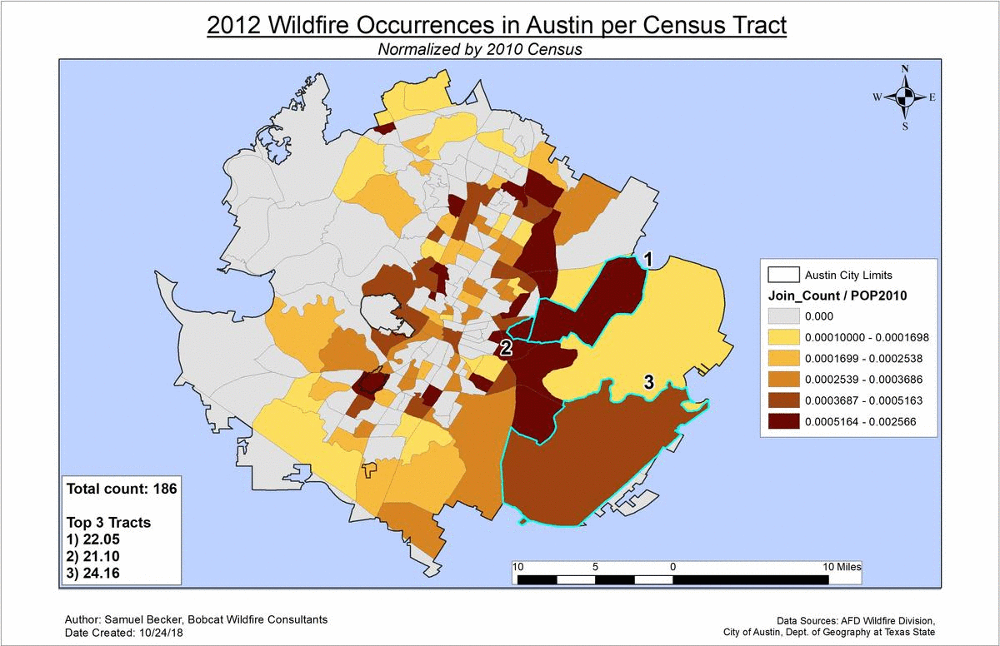 2012 Wildfire Occurrences in Austin per Census Tract
Normalized by 2010 Census
N
W E
S
1
2
3
Austin City Limits
Join_Count / POP2010
0.000
0.00010000 - 0.0001698
0.0001699 - 0.0002538
0.0002539 - 0.0003686
0.0003687 - 0.0005163
0.0005164 - 0.002566
Total count: 186
Top 3 Tracts
1) 22.05
2) 21.10
3) 24.16
10 5 0 10 Miles
Author: Samuel Becker, Bobcat Wildfire Consultants
Date Created: 10/24/18
Data Sources: AFD Wildfire Division,
City of Austin, Dept. of Geography at Texas State